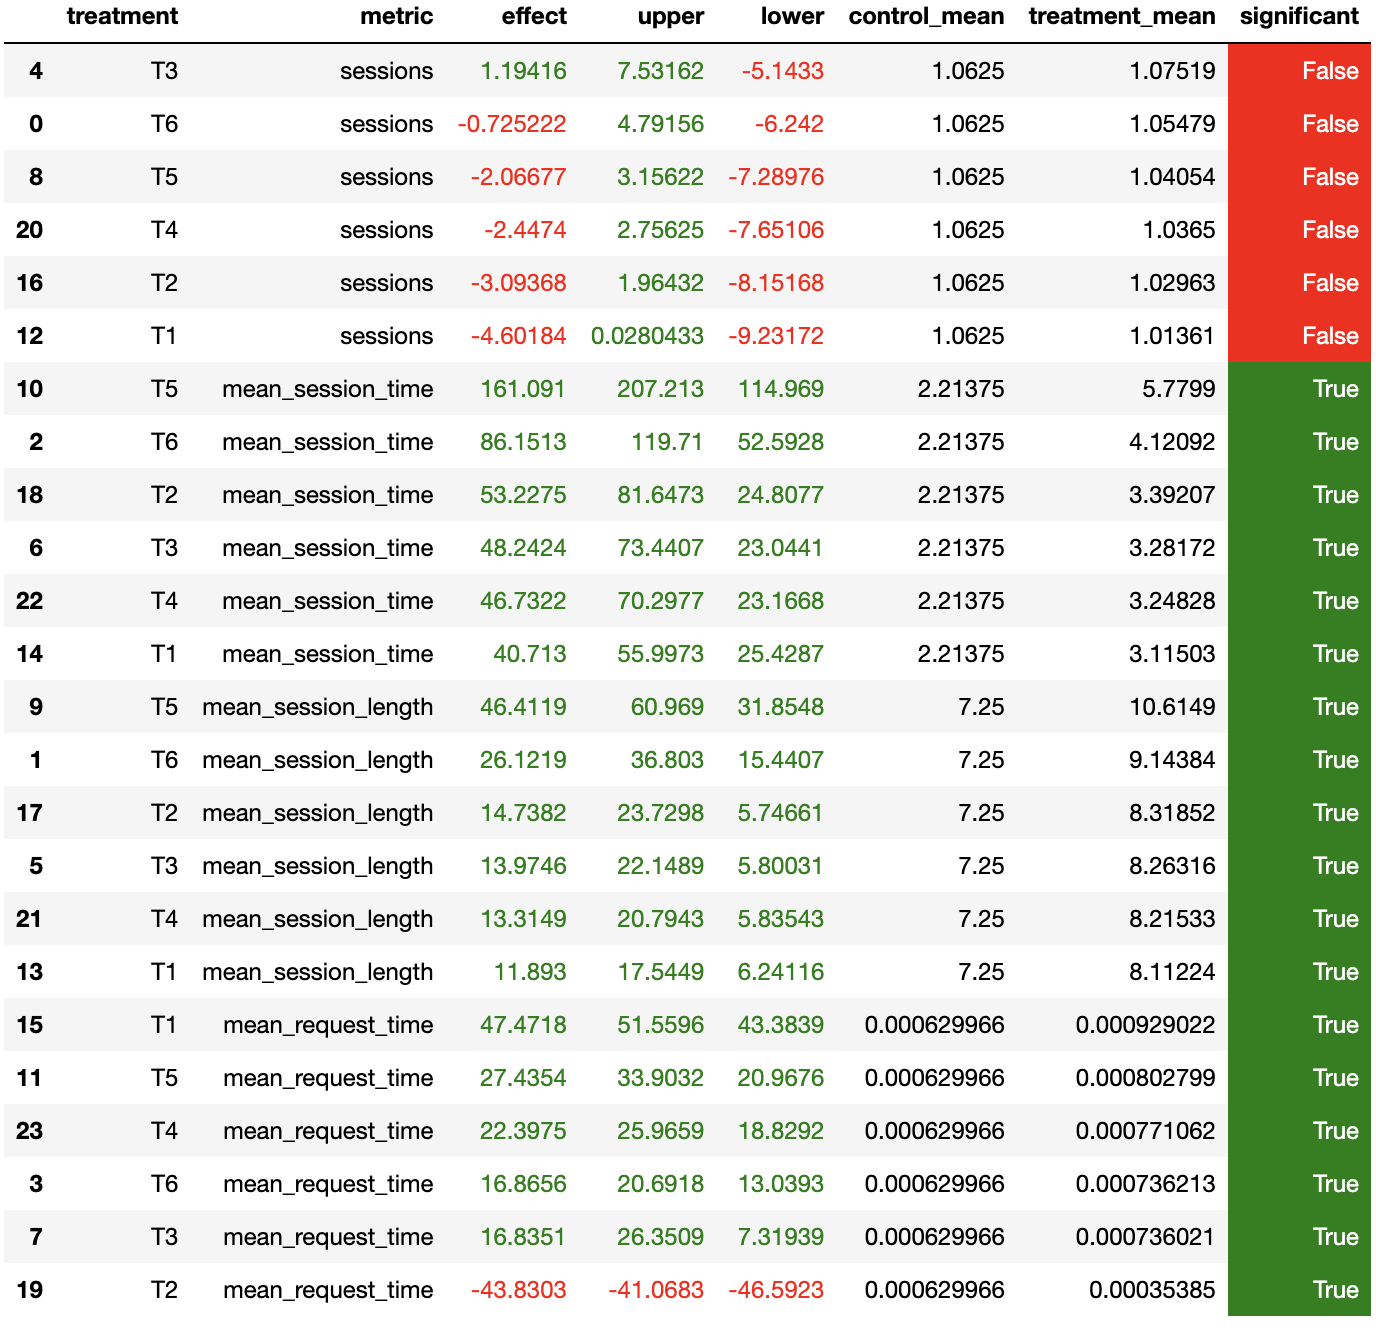 treatment metric effect upper lower control_mean treatment_mean significant
4 T3 sessions 1.19416 7.53162 -5.1433 1.0625 1.07519 False
0 T6 sessions -0.725222 4.79156 -6.242 1.0625 1.05479 False
8 T5 sessions -2.06677 3.15622 -7.28976 1.0625 1.04054 False
20 T4 sessions -2.4474 2.75625 -7.65106 1.0625 1.0365 False
16 T2 sessions -3.09368 1.96432 -8.15168 1.0625 1.02963 False
12 T1 sessions -4.60184 0.0280433 -9.23172 1.0625 1.01361 False
10 T5 mean_session_time 161.091 207.213 114.969 2.21375 5.7799 True
2 T6 mean_session_time 86.1513 119.71 52.5928 2.21375 4.12092 True
18 T2 mean_session_time 53.2275 81.6473 24.8077 2.21375 3.39207 True
6 T3 mean_session_time 48.2424 73.4407 23.0441 2.21375 3.28172 True
22 T4 mean_session_time 46.7322 70.2977 23.1668 2.21375 3.24828 True
14 T1 mean_session_time 40.713 55.9973 25.4287 2.21375 3.11503 True
9 T5 mean_session_length 46.4119 60.969 31.8548 7.25 10.6149 True
1 T6 mean_session_length 26.1219 36.803 15.4407 7.25 9.14384 True
17 T2 mean_session_length 14.7382 23.7298 5.74661 7.25 8.31852 True
5 T3 mean_session_length 13.9746 22.1489 5.80031 7.25 8.26316 True
21 T4 mean_session_length 13.3149 20.7943 5.83543 7.25 8.21533 True
13 T1 mean_session_length 11.893 17.5449 6.24116 7.25 8.11224 True
15 T1 mean_request_time 47.4718 51.5596 43.3839 0.000629966 0.000929022 True
11 T5 mean_request_time 27.4354 33.9032 20.9676 0.000629966 0.000802799 True
23 T4 mean_request_time 22.3975 25.9659 18.8292 0.000629966 0.000771062 True
3 T6 mean_request_time 16.8656 20.6918 13.0393 0.000629966 0.000736213 True
7 T3 mean_request_time 16.8351 26.3509 7.31939 0.000629966 0.000736021 True
19 T2 mean_request_time -43.8303 -41.0683 -46.5923 0.000629966 0.00035385 True